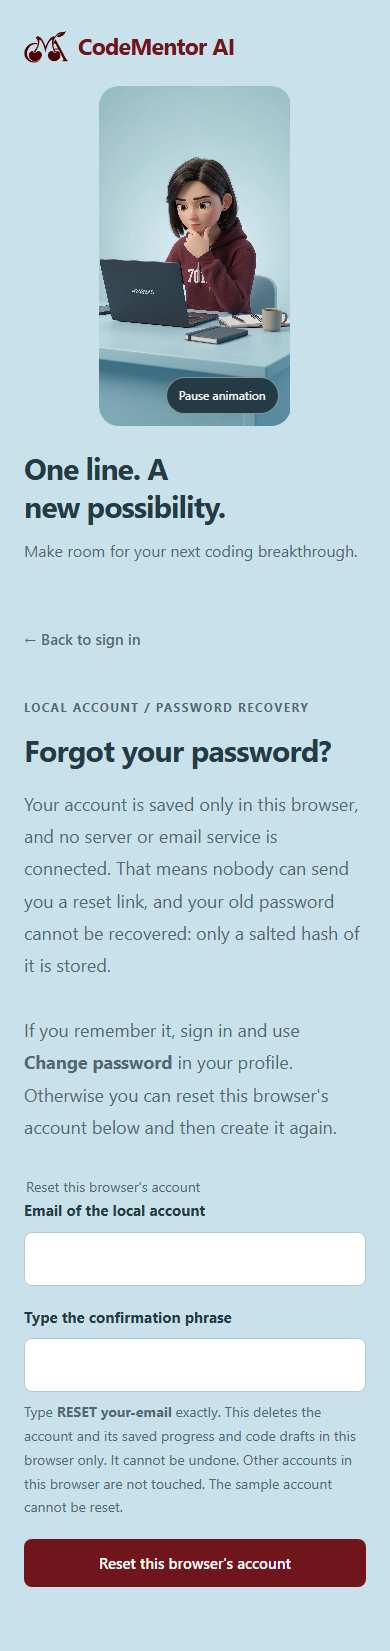 CodeMentor AI
Pause animation
One line. A
new possibility.
Make room for your next coding breakthrough.
← Back to sign in
LOCAL ACCOUNT / PASSWORD RECOVERY
Forgot your password?
Your account is saved only in this browser,
and no server or email service is
connected. That means nobody can send
you a reset link, and your old password
cannot be recovered: only a salted hash of
it is stored.
If you remember it, sign in and use
Change password in your profile.
Otherwise you can reset this browser's
account below and then create it again.
Reset this browser's account
Email of the local account
Type the confirmation phrase
Type RESET your-email exactly. This deletes the
account and its saved progress and code drafts in this
browser only. It cannot be undone. Other accounts in
this browser are not touched. The sample account
cannot be reset.
Reset this browser's account